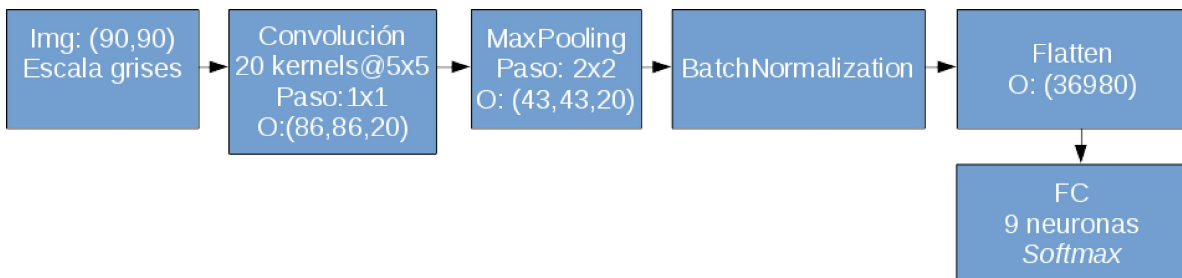 Img: (90,90)
Escala grises
Convolución
20 kernels@5x5
Paso:1x1
O:(86,86,20)
MaxPooling
Paso: 2x2
O: (43,43,20)
BatchNormalization
Flatten
O: (36980)
FC
9 neuronas
Softmax